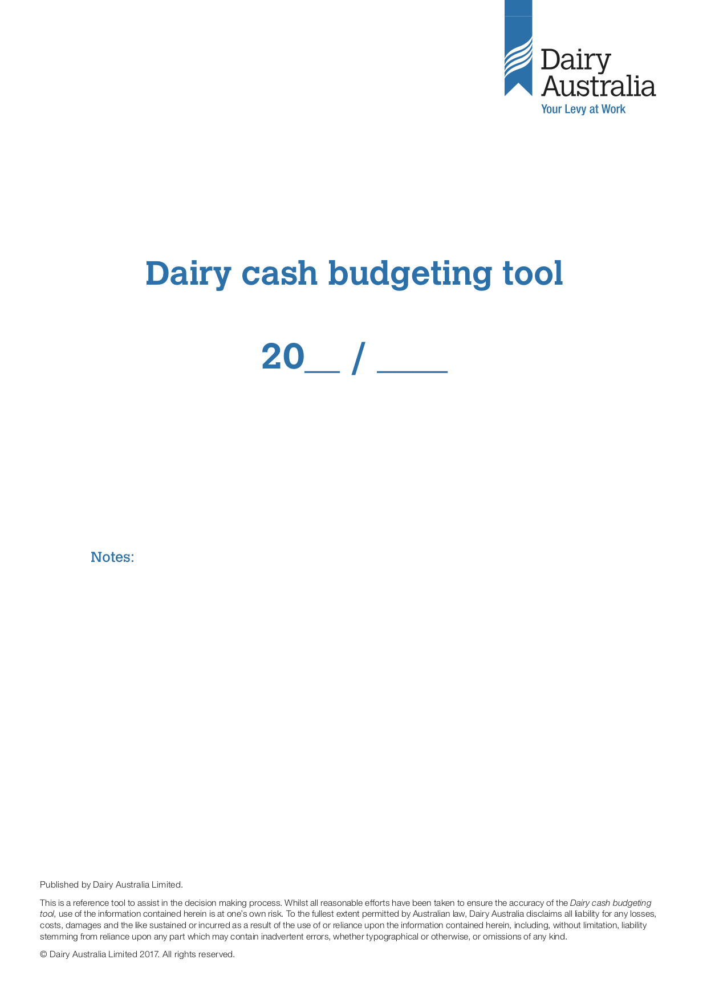 Dairy
Australia
Your Levy at Work
Dairy cash budgeting tool
20__ / ____
Notes:
Published by Dairy Australia Limited.
This is a reference tool to assist in the decision making process. Whilst all reasonable efforts have been taken to ensure the accuracy of the Dairy cash budgeting
tool, use of the information contained herein is at one's own risk. To the fullest extent permitted by Australian law, Dairy Australia disclaims all liability for any losses,
costs, damages and the like sustained or incurred as a result of the use of or reliance upon the information contained herein, including, without limitation, liability
stemming from reliance upon any part which may contain inadvertent errors, whether typographical or otherwise, or omissions of any kind.
© Dairy Australia Limited 2017. All rights reserved.